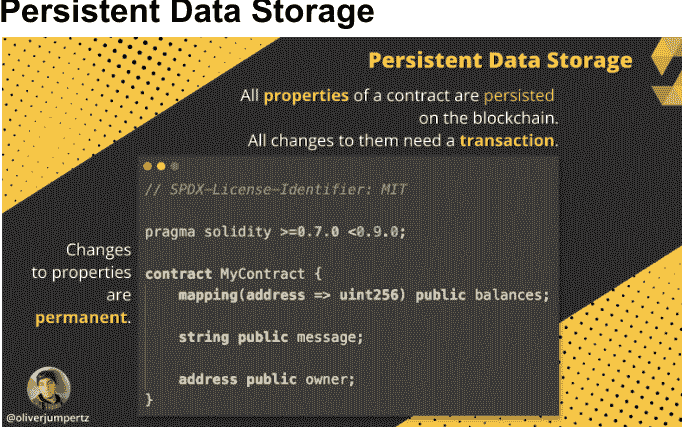 Persistent Data Storage
Persistent Data Storage
All properties of a contract are persisted
on the blockchain.
All changes to them need a transaction.
Changes
to properties
are
permanent.
// SPDX-License-Identifier: MIT
pragma solidity >=0.7.0 <0.9.0;
contract MyContract {
mapping(address => uint256) public balances;
string public message;
address public owner;
}
@oliverjumpertz